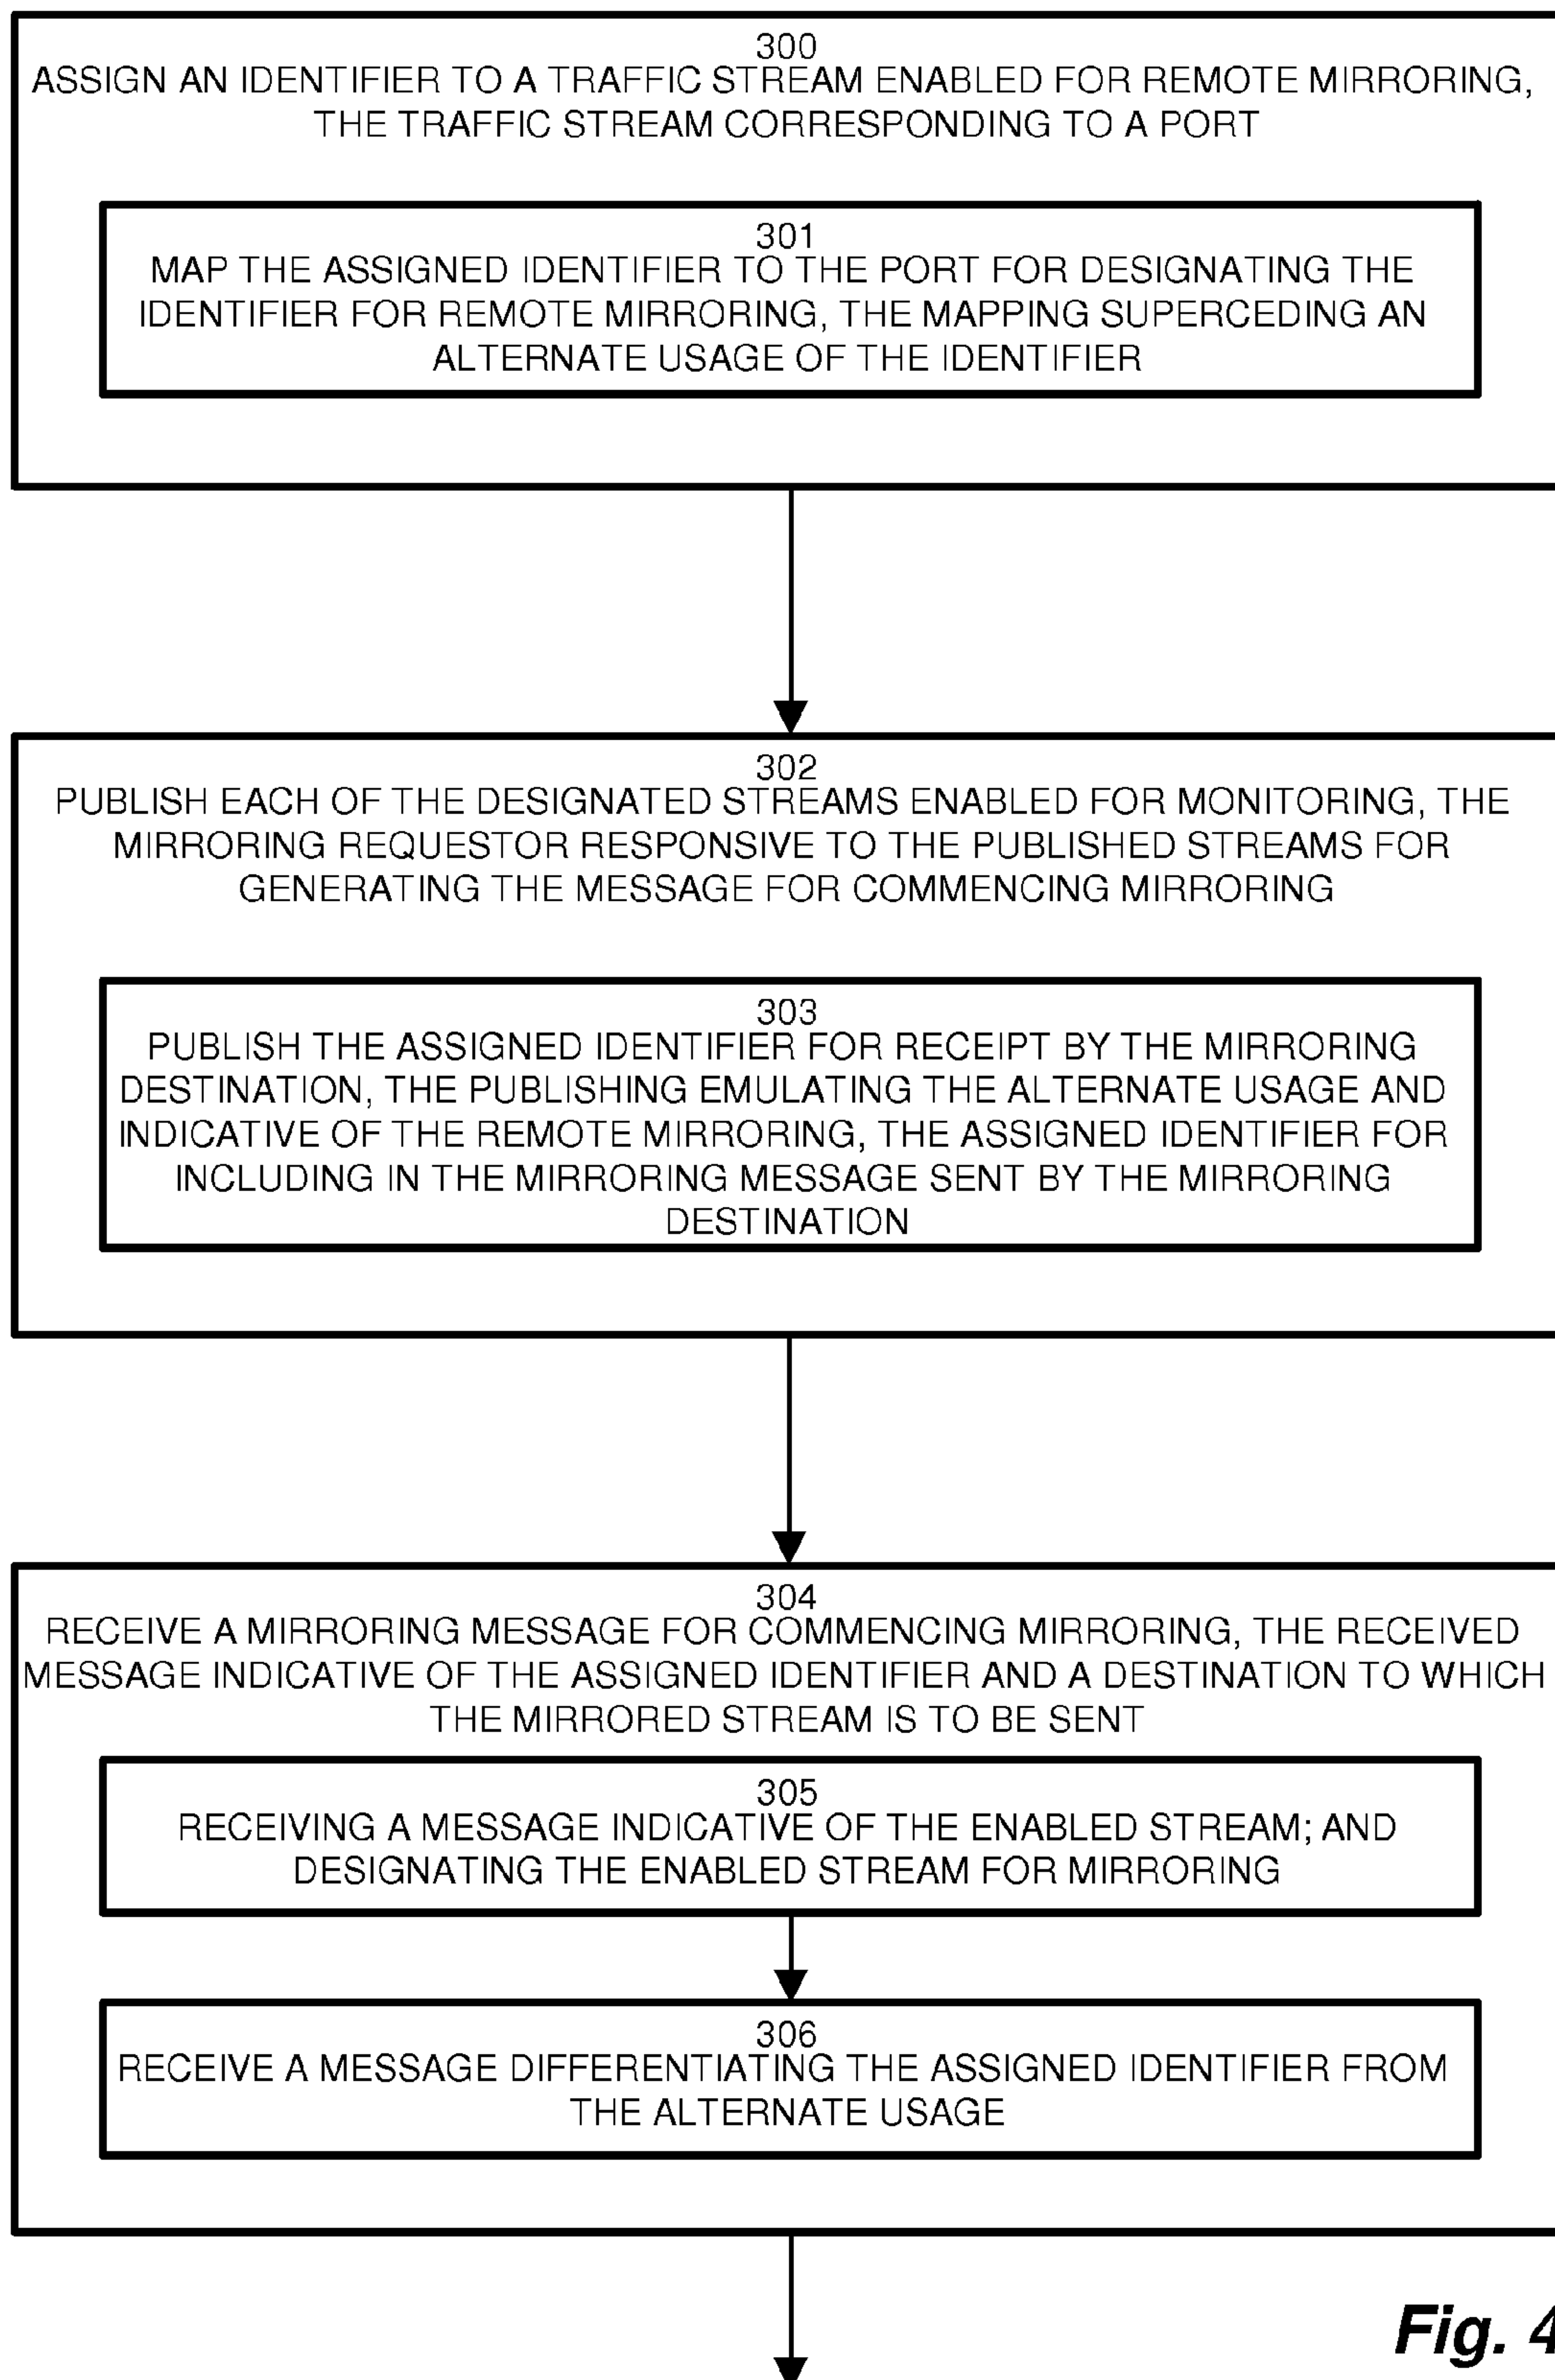 300
ASSIGN AN IDENTIFIER TO A TRAFFIC STREAM ENABLED FOR REMOTE MIRRORING,
THE TRAFFIC STREAM CORRESPONDING TO A PORT
301
MAP THE ASSIGNED IDENTIFIER TO THE PORT FOR DESIGNATING THE
IDENTIFIER FOR REMOTE MIRRORING, THE MAPPING SUPERCEDING AN
ALTERNATE USAGE OF THE IDENTIFIER
302
PUBLISH EACH OF THE DESIGNATED STREAMS ENABLED FOR MONITORING, THE
MIRRORING REQUESTOR RESPONSIVE TO THE PUBLISHED STREAMS FOR
GENERATING THE MESSAGE FOR COMMENCING MIRRORING
303
PUBLISH THE ASSIGNED IDENTIFIER FOR RECEIPT BY THE MIRRORING
DESTINATION, THE PUBLISHING EMULATING THE ALTERNATE USAGE AND
INDICATIVE OF THE REMOTE MIRRORING, THE ASSIGNED IDENTIFIER FOR
INCLUDING IN THE MIRRORING MESSAGE SENT BY THE MIRRORING
DESTINATION
304
RECEIVE A MIRRORING MESSAGE FOR COMMENCING MIRRORING, THE RECEIVED
MESSAGE INDICATIVE OF THE ASSIGNED IDENTIFIER AND A DESTINATION TO WHICH
THE MIRRORED STREAM IS TO BE SENT
305
RECEIVING A MESSAGE INDICATIVE OF THE ENABLED STREAM; AND
DESIGNATING THE ENABLED STREAM FOR MIRRORING
306
RECEIVE A MESSAGE DIFFERENTIATING THE ASSIGNED IDENTIFIER FROM
THE ALTERNATE USAGE
Fig. 4